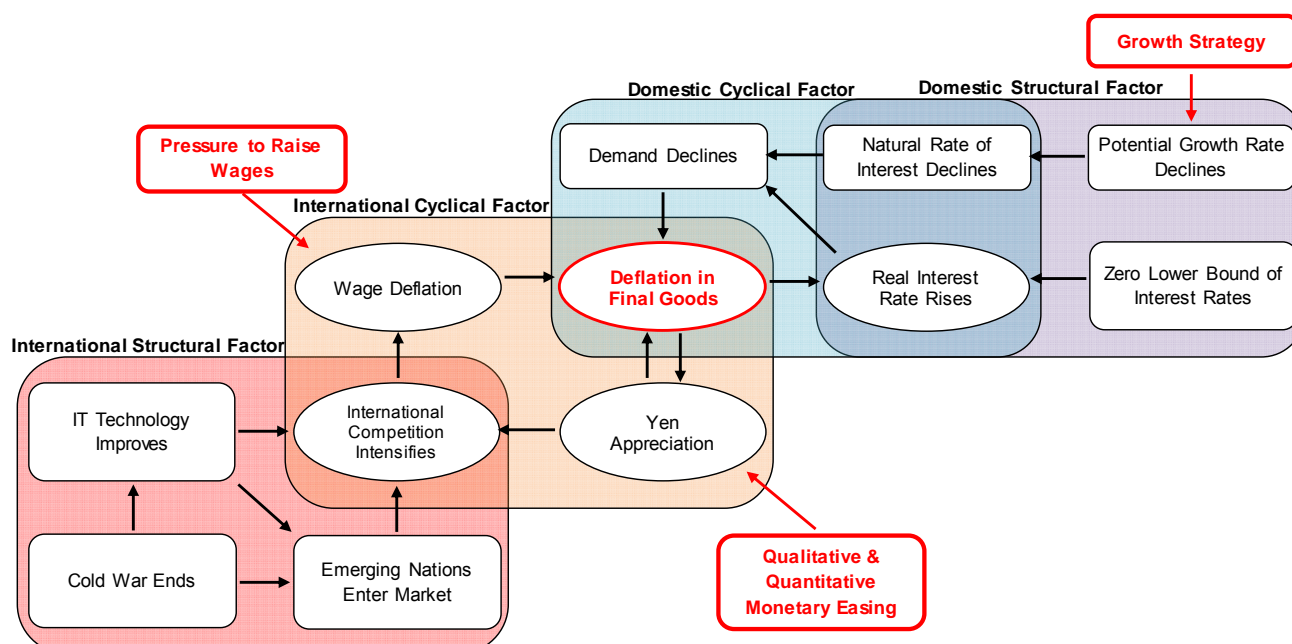 Growth Strategy
Domestic Cyclical Factor
Domestic Structural Factor
Pressure to Raise
Wages
Demand Declines
Natural Rate of
Interest Declines
Potential Growth Rate
Declines
International Cyclical Factor
Wage Deflation
Deflation in
Final Goods
Real Interest
Rate Rises
Zero Lower Bound of
Interest Rates
International Structural Factor
IT Technology
Improves
International
Competition
Intensifies
Yen
Appreciation
Cold War Ends
Emerging Nations
Enter Market
Qualitative &
Quantitative
Monetary Easing